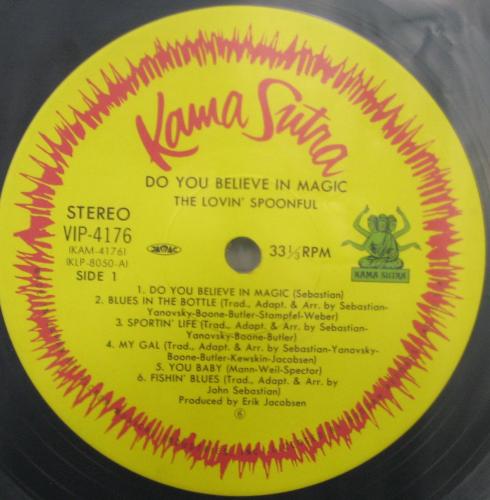 Kama Sutra
DO YOU BELIEVE IN MAGIC
THE LOVIN' SPOONFUL
STEREO
VIP-4176
(KAM-4176)
(KLP-8050-A)
SIDE 1
JASRAC
33⅓RPM
KAMA SUTRA
1. DO YOU BELIEVE IN MAGIC (Sebastian)
2. BLUES IN THE BOTTLE (Trad., Adapt. & Arr. by Sebastian-
Yanovsky-Boone-Butler-Stampfel-Weber)
3. SPORTIN' LIFE (Trad., Adapt. & Arr. by Sebastian-
Yanovsky-Boone-Butler)
4. MY GAL (Trad., Adapt. & Arr. by Sebastian-Yanovsky-
Boone-Butler-Kewskin-Jacobsen)
5. YOU BABY (Mann-Weil-Spector)
6. FISHIN' BLUES (Trad., Adapt. & Arr. by
John Sebastian)
Produced by Erik Jacobsen